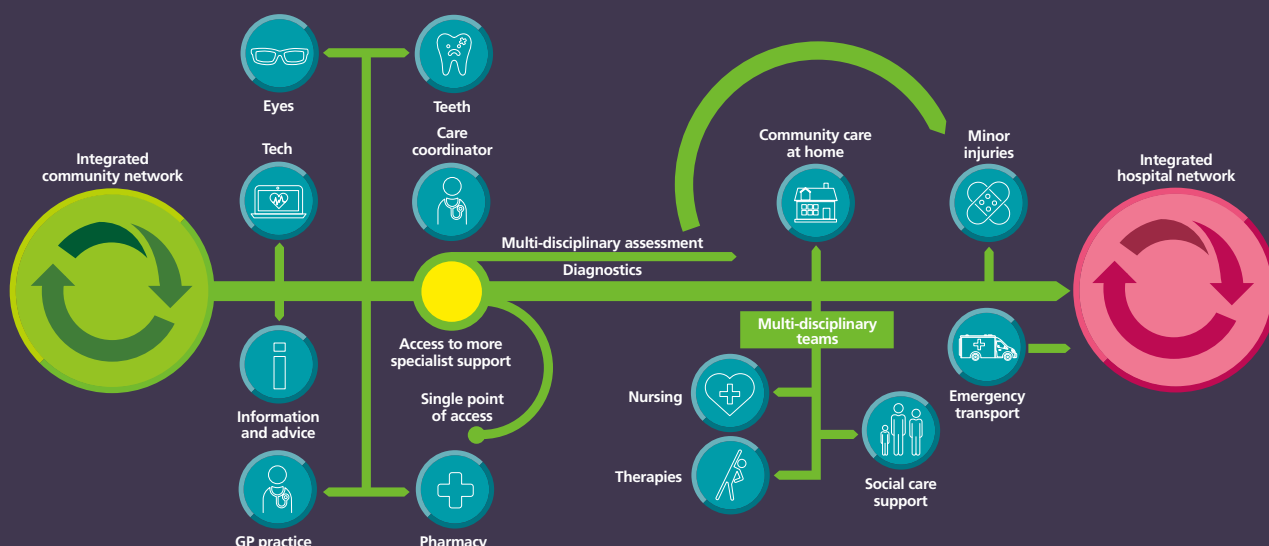 Eyes
Teeth
Tech
Care
coordinator
Integrated
community network
Community care
at home
Minor
injuries
Integrated
hospital network
Multi-disciplinary assessment
Diagnostics
Access to more
specialist support
Single point
of access
Information
and advice
GP practice
Pharmacy
Multi-disciplinary
teams
Nursing
Therapies
Social care
support
Emergency
transport